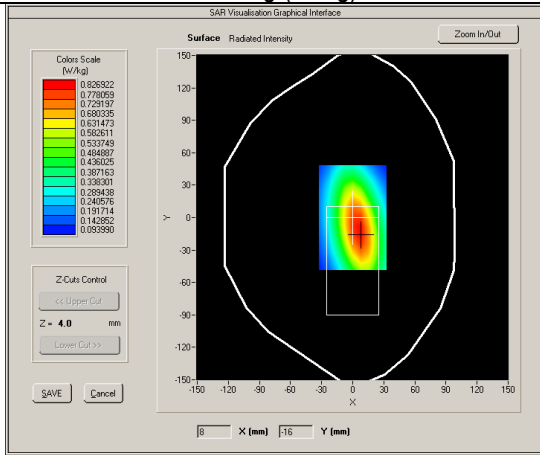 SAR Visualisation Graphical Interface
Surface Radiated Intensity
Zoom In/Out
Colors Scale
(W/kg)
0.826922
0.778059
0.729197
0.680335
0.631473
0.582611
0.533749
0.484887
0.436025
0.387163
0.338301
0.289438
0.240576
0.191714
0.142852
0.093990
Z-Cuts Control
<< Upper Cut
Z = 4.0 mm
Lower Cut >>
SAVE Cancel
150
120
90
60
30
0
-30
-60
-90
-120
-150
Y
-150 -120 -90 -60 -30 0 30 60 90 120 150
X
8 X (mm) -16 Y (mm)